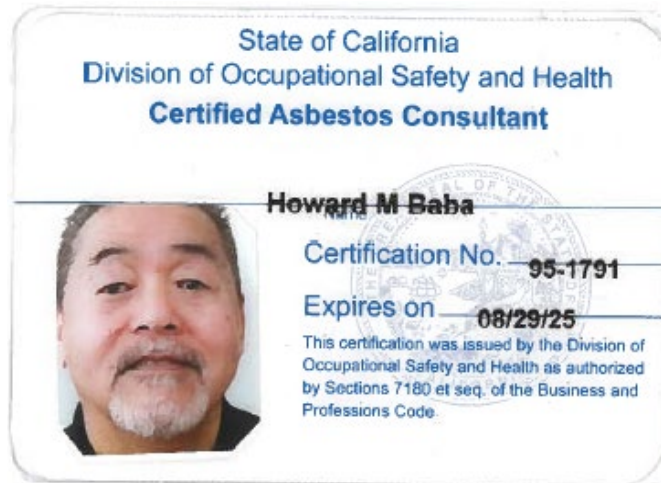 State of California
Division of Occupational Safety and Health
Certified Asbestos Consultant
Howard M Baba
Name
Certification No. 95-1791
Expires on 08/29/25
This certification was issued by the Division of
Occupational Safety and Health as authorized
by Sections 7180 et seq. of the Business and
Professions Code.